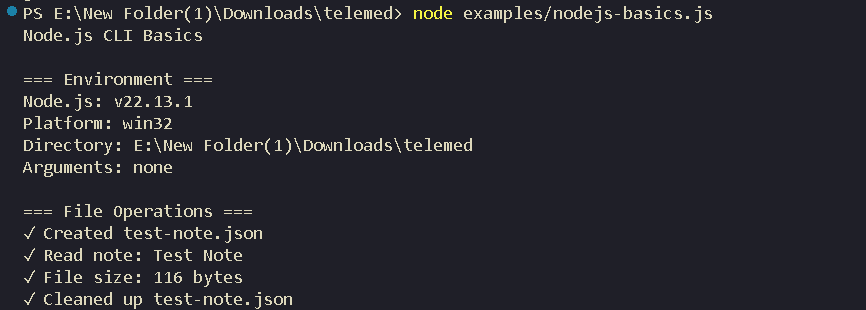 PS E:\New Folder(1)\Downloads\telemed> node examples/nodejs-basics.js
Node.js CLI Basics
=== Environment ===
Node.js: v22.13.1
Platform: win32
Directory: E:\New Folder(1)\Downloads\telemed
Arguments: none
=== File Operations ===
✓ Created test-note.json
✓ Read note: Test Note
✓ File size: 116 bytes
✓ Cleaned up test-note.json